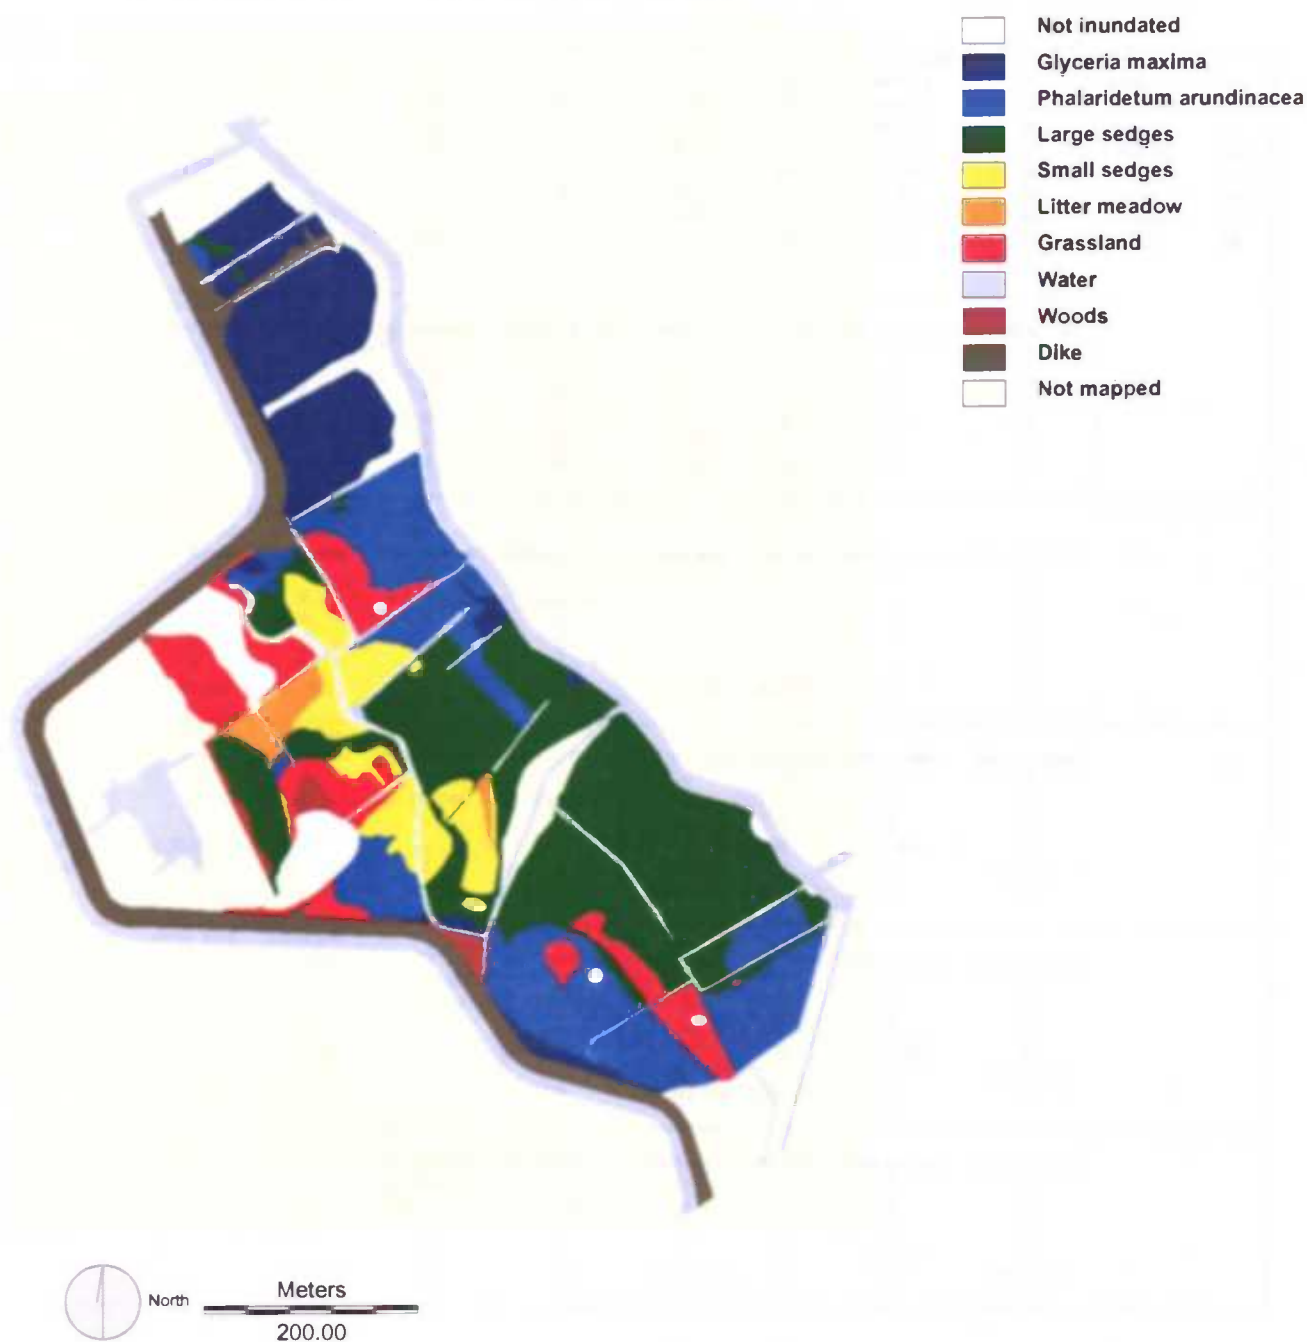 Not inundated
Glyceria maxima
Phalaridetum arundinacea
Large sedges
Small sedges
Litter meadow
Grassland
Water
Woods
Dike
Not mapped
North
Meters
200.00